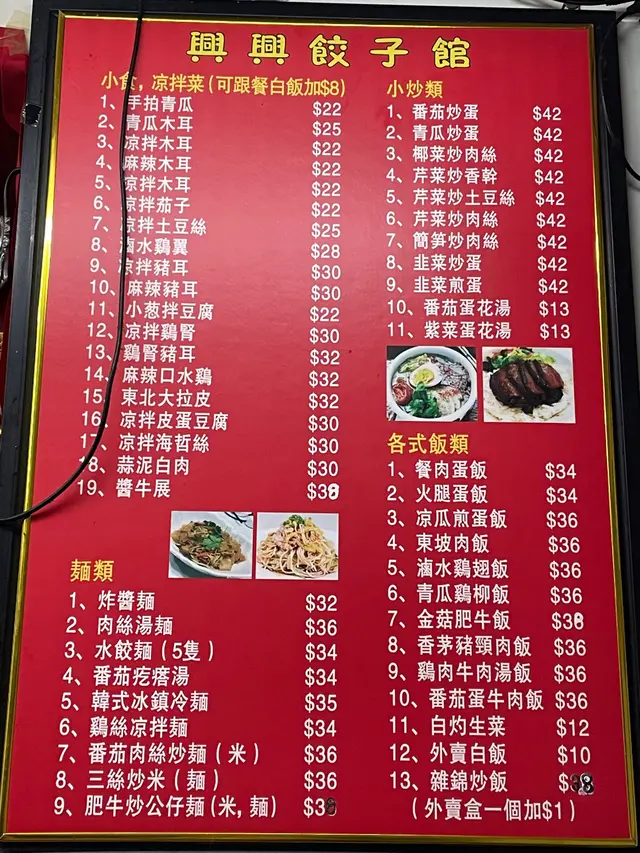 興興餃子館
小食，凉拌菜(可跟餐白飯加$8)
1、手拍青瓜 $22
2、青瓜木耳 $25
3、凉拌木耳 $22
4、麻辣木耳 $22
5、凉拌木耳 $22
6、凉拌茄子 $22
7、凉拌土豆絲 $25
8、滷水鷄翼 $28
9、凉拌豬耳 $30
10、麻辣豬耳 $30
11、小葱拌豆腐 $22
12、凉拌鷄腎 $30
13、鷄腎豬耳 $32
14、麻辣口水鷄 $32
15、東北大拉皮 $32
16、凉拌皮蛋豆腐 $30
17、凉拌海哲絲 $30
18、蒜泥白肉 $30
19、醬牛展
麵類
1、炸醬麵 $32
2、肉絲湯麵 $36
3、水餃麵（5隻） $34
4、番茄疙瘩湯 $34
5、韓式冰鎮冷麵 $35
6、鷄絲凉拌麵 $34
7、番茄肉絲炒麵（米） $36
8、三絲炒米（麵） $36
9、肥牛炒公仔麵(米,麵)
小炒類
1、番茄炒蛋 $42
2、青瓜炒蛋 $42
3、椰菜炒肉絲 $42
4、芹菜炒香幹 $42
5、芹菜炒土豆絲 $42
6、芹菜炒肉絲 $42
7、簡笋炒肉絲 $42
8、韭菜炒蛋 $42
9、韭菜煎蛋 $42
10、番茄蛋花湯 $13
11、紫菜蛋花湯 $13
各式飯類
1、餐肉蛋飯 $34
2、火腿蛋飯 $34
3、凉瓜煎蛋飯 $36
4、東坡肉飯 $36
5、滷水鷄翅飯 $36
6、青瓜鷄柳飯 $36
7、金菇肥牛飯 $38
8、香茅豬頸肉飯 $36
9、鷄肉牛肉湯飯 $36
10、番茄蛋牛肉飯 $36
11、白灼生菜 $12
12、外賣白飯 $10
13、雜錦炒飯 $38
（外賣盒一個加$1）